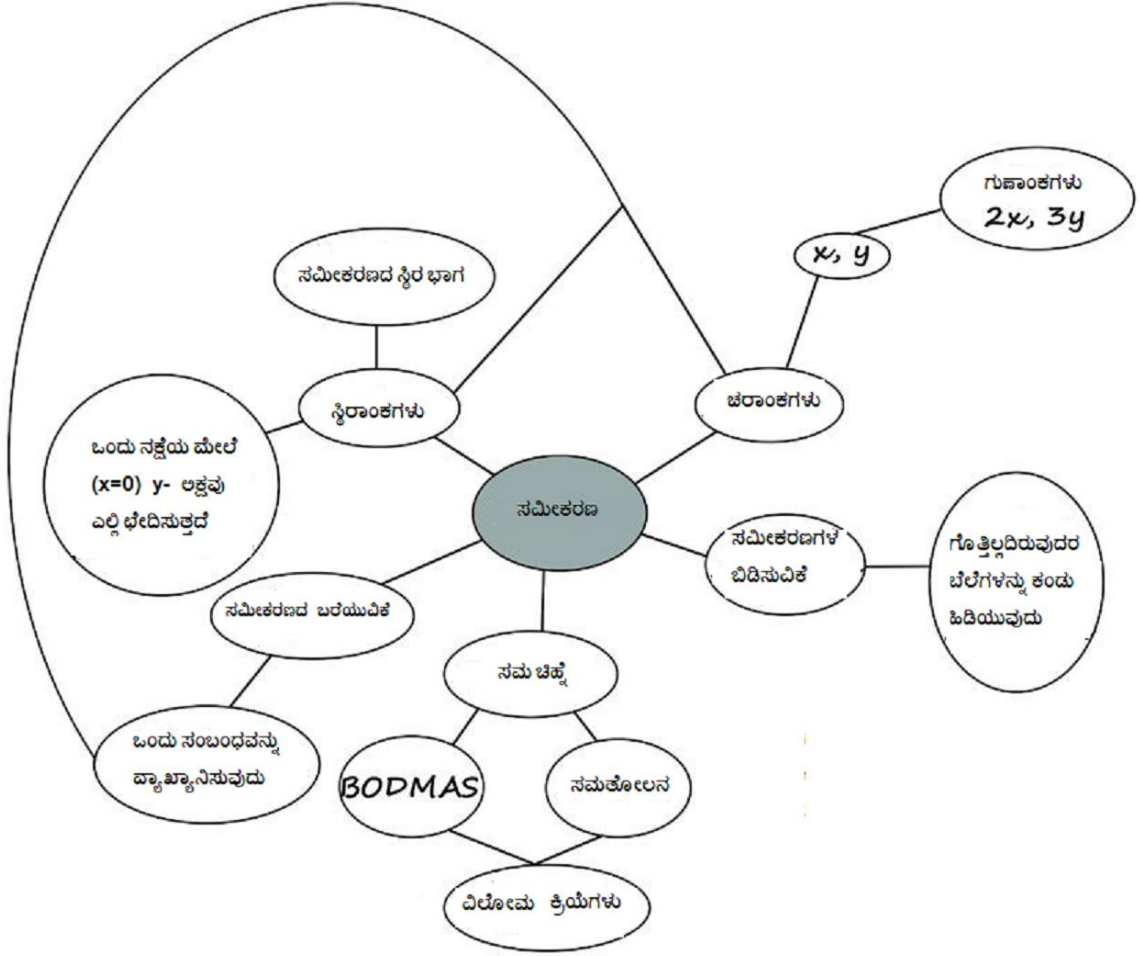 ಗುಣಾಂಕಗಳು
2x, 3y
x, y
ಸಮೀಕರಣದ ಸ್ಥಿರ ಭಾಗ
ಸ್ಥಿರಾಂಕಗಳು
ಚರಾಂಕಗಳು
ಒಂದು ನಕ್ಷೆಯ ಮೇಲೆ
(x=0) y- ಅಕ್ಷವು
ಎಲ್ಲಿ ಛೇದಿಸುತ್ತದೆ
ಸಮೀಕರಣ
ಸಮೀಕರಣಗಳ
ಬಿಡಿಸುವಿಕೆ
ಗೊತ್ತಿಲ್ಲದಿರುವುದರ
ಬೆಲೆಗಳನ್ನು ಕಂಡು
ಹಿಡಿಯುವುದು
ಸಮೀಕರಣದ ಬರೆಯುವಿಕೆ
ಸಮ ಚಿಹ್ನೆ
ಒಂದು ಸಂಬಂಧವನ್ನು
ವ್ಯಾಖ್ಯಾನಿಸುವುದು
BODMAS
ಸಮತೋಲನ
ವಿಲೋಮ ಕ್ರಿಯೆಗಳು